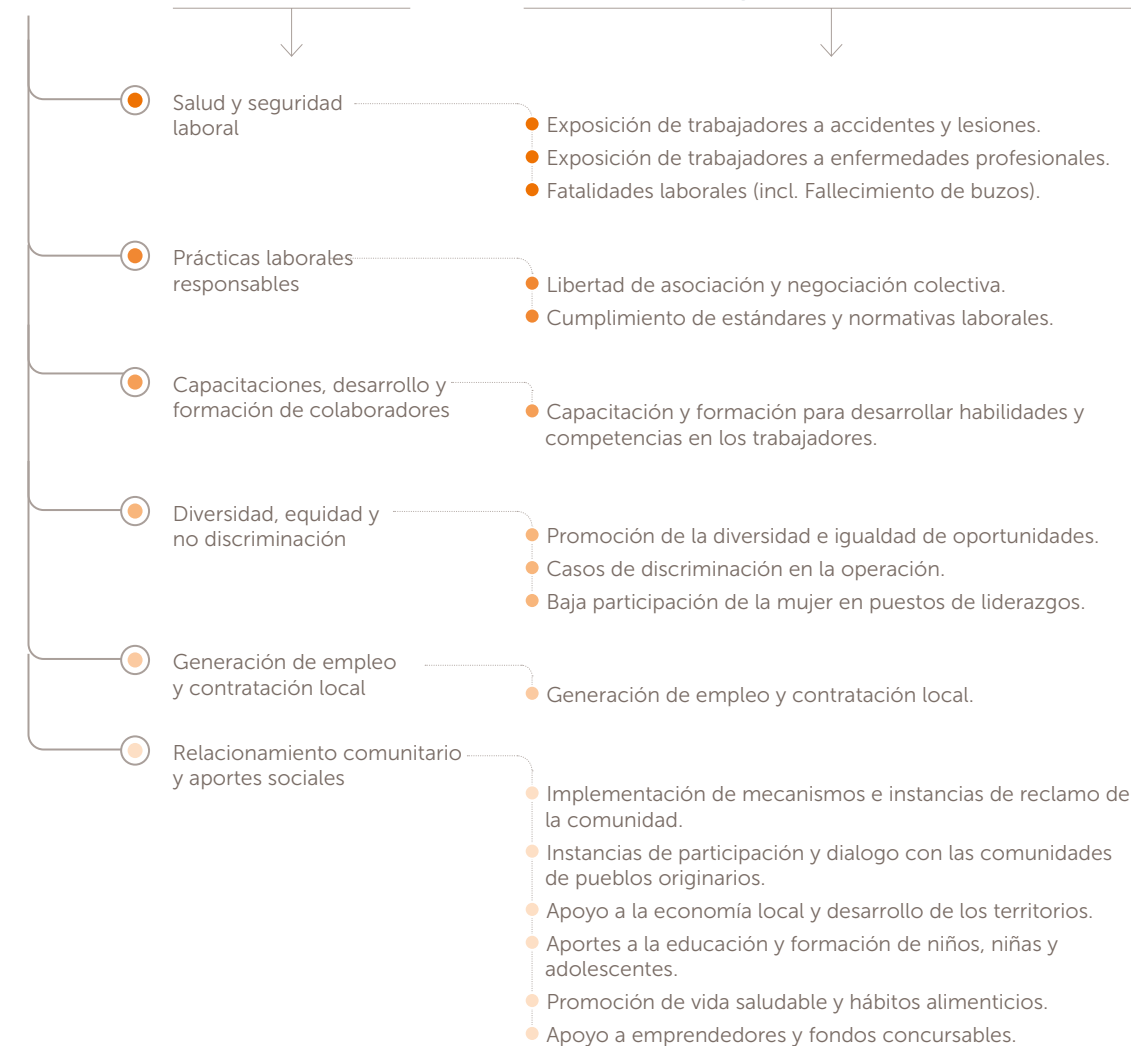 Salud y seguridad
laboral
Exposición de trabajadores a accidentes y lesiones.
Exposición de trabajadores a enfermedades profesionales.
Fatalidades laborales (incl. Fallecimiento de buzos).
Prácticas laborales
responsables
Libertad de asociación y negociación colectiva.
Cumplimiento de estándares y normativas laborales.
Capacitaciones, desarrollo y
formación de colaboradores
Capacitación y formación para desarrollar habilidades y
competencias en los trabajadores.
Diversidad, equidad y
no discriminación
Promoción de la diversidad e igualdad de oportunidades.
Casos de discriminación en la operación.
Baja participación de la mujer en puestos de liderazgos.
Generación de empleo
y contratación local
Generación de empleo y contratación local.
Relacionamiento comunitario
y aportes sociales
Implementación de mecanismos e instancias de reclamo de
la comunidad.
Instancias de participación y dialogo con las comunidades
de pueblos originarios.
Apoyo a la economía local y desarrollo de los territorios.
Aportes a la educación y formación de niños, niñas y
adolescentes.
Promoción de vida saludable y hábitos alimenticios.
Apoyo a emprendedores y fondos concursables.